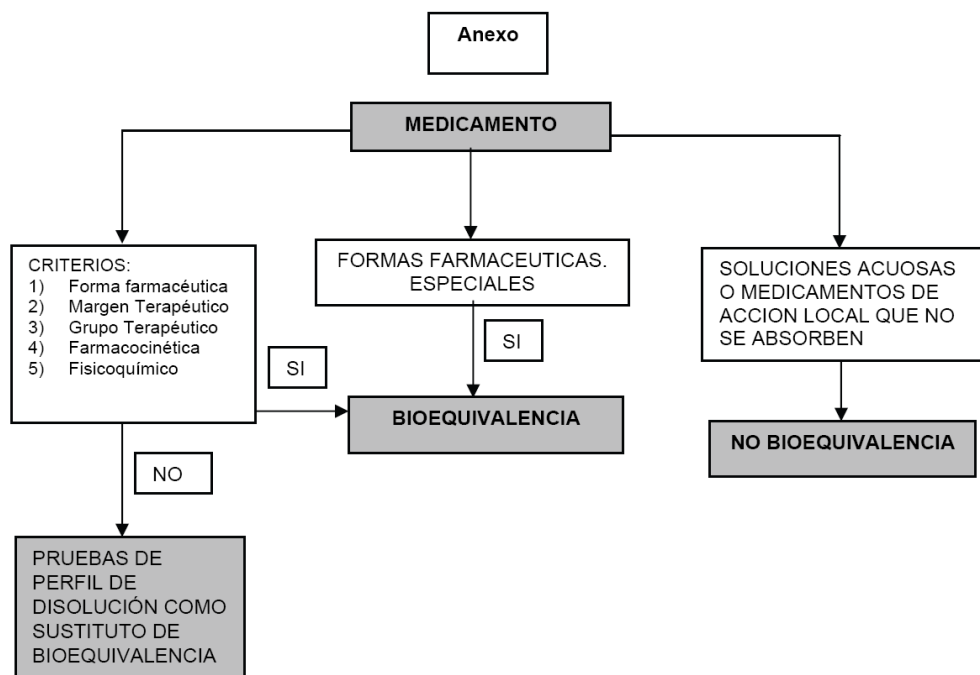 Anexo
MEDICAMENTO
CRITERIOS:
1) Forma farmacéutica
2) Margen Terapéutico
3) Grupo Terapéutico
4) Farmacocinética
5) Fisicoquímico
FORMAS FARMACEUTICAS.
ESPECIALES
SOLUCIONES ACUOSAS
O MEDICAMENTOS DE
ACCION LOCAL QUE NO
SE ABSORBEN
SI
SI
BIOEQUIVALENCIA
NO BIOEQUIVALENCIA
NO
PRUEBAS DE
PERFIL DE
DISOLUCIÓN COMO
SUSTITUTO DE
BIOEQUIVALENCIA